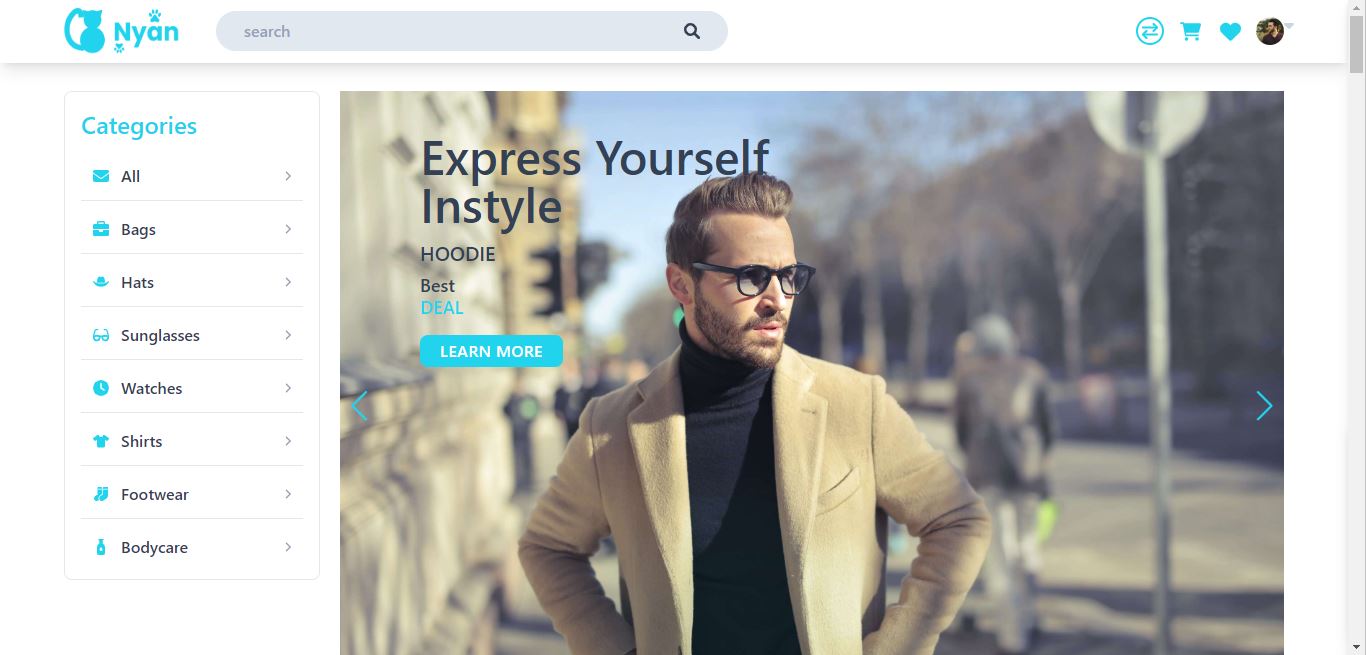 Nyan
search
Categories
All
Bags
Hats
Sunglasses
Watches
Shirts
Footwear
Bodycare
Express Yourself
Instyle
HOODIE
Best
DEAL
LEARN MORE